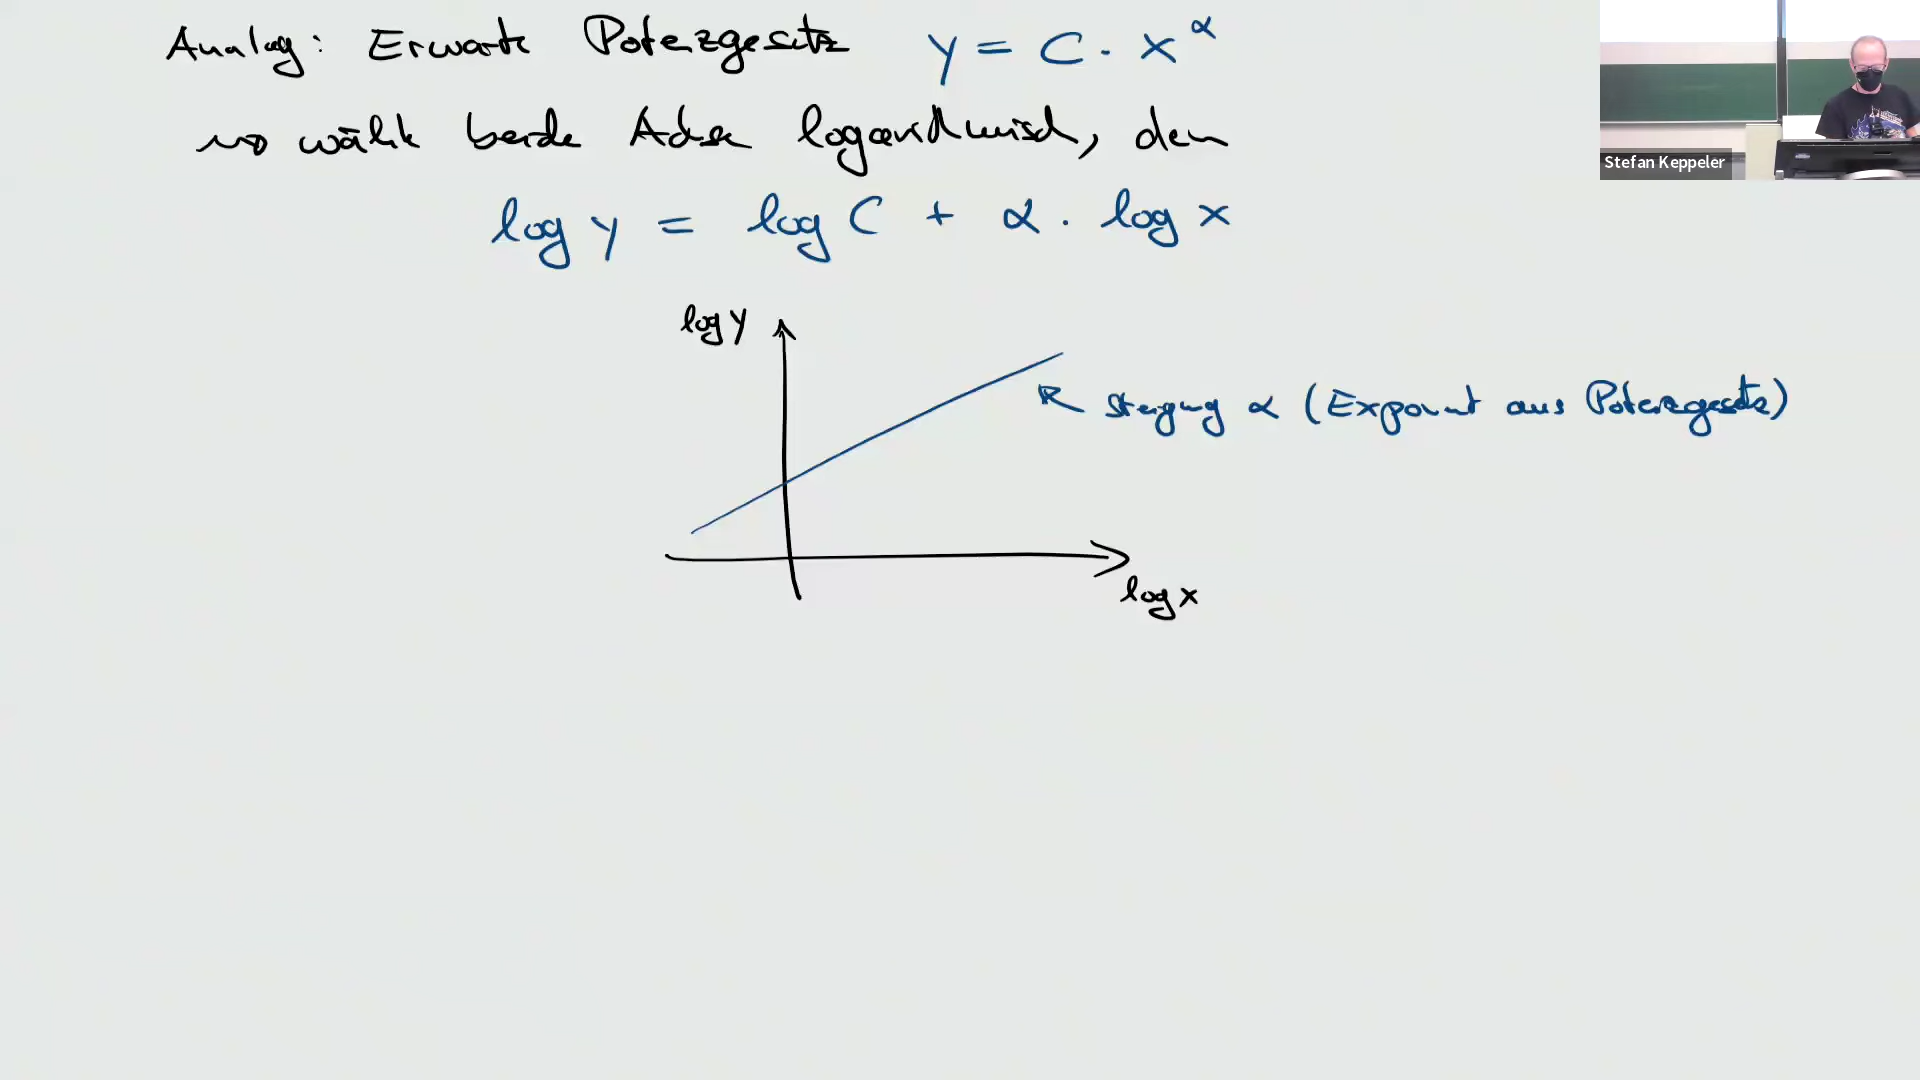 Analog: Erwarte Potenzgesetz y = C · x^α
⇝ wähle beide Achsen logarithmisch, denn
log y = log C + α · log x
log y
Steigung α (Exponent aus Potenzgesetz)
log x
Stefan Keppeler